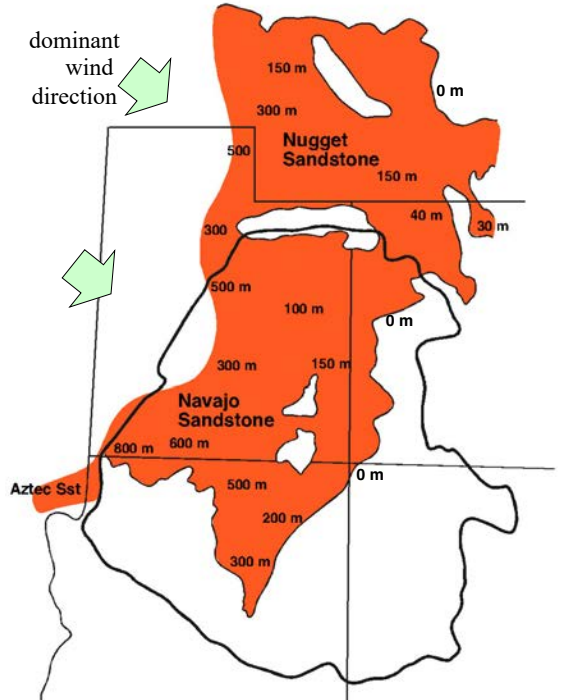 dominant
wind
direction
150 m
0 m
300 m
Nugget
Sandstone
500
150 m
40 m
30 m
300
500 m
100 m
0 m
300 m
150 m
Navajo
Sandstone
800 m
600 m
0 m
Aztec Sst
500 m
200 m
300 m